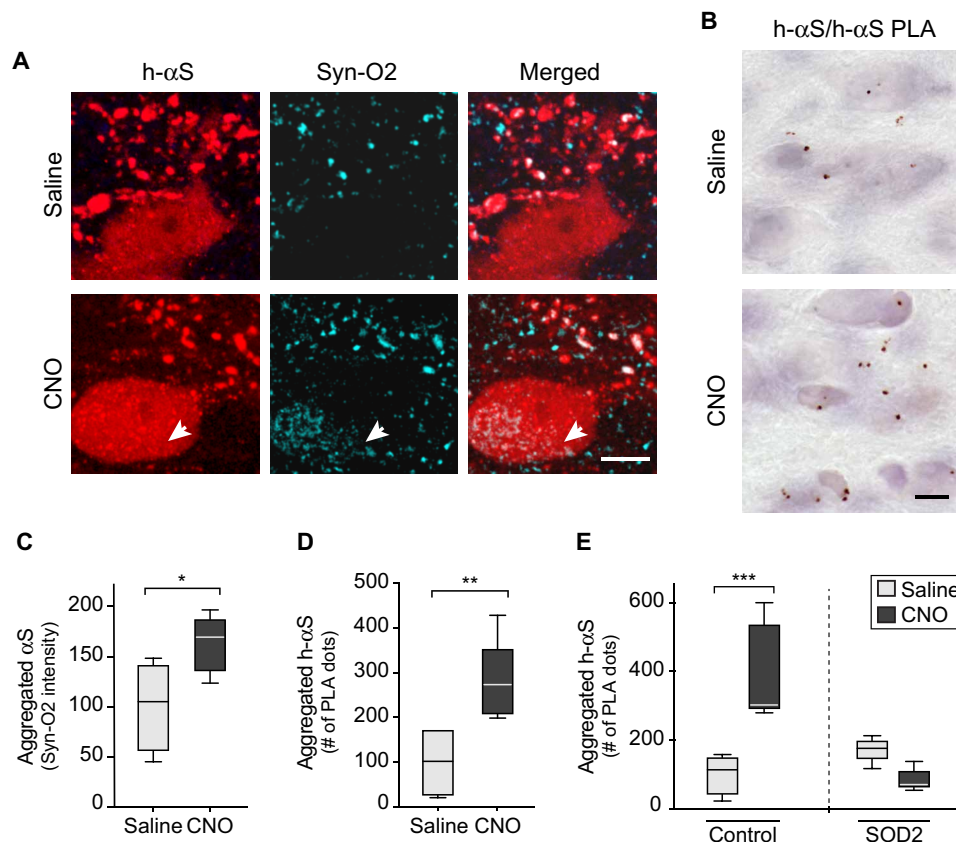 A
h-αS
Syn-O2
Merged
Saline
CNO
B
h-αS/h-αS PLA
Saline
CNO
C
*
Aggregated αS
(Syn-O2 intensity)
200
150
100
50
0
Saline CNO
D
**
Aggregated h-αS
(# of PLA dots)
500
400
300
200
100
0
Saline CNO
E
***
Saline
CNO
Aggregated h-αS
(# of PLA dots)
600
400
200
0
Control
SOD2